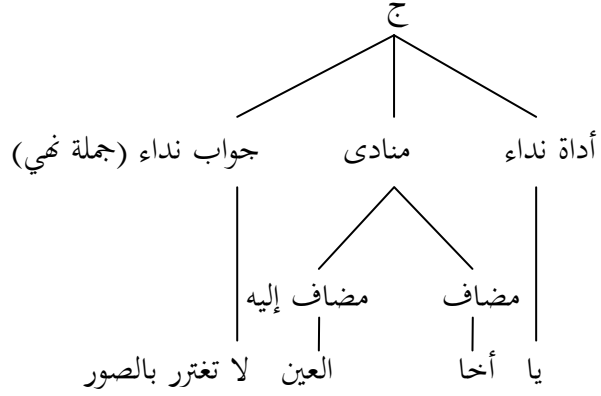 ج
أداة نداء منادى جواب نداء (جملة نهي)
مضاف مضاف إليه
يا أخا العين لا تغترر بالصور